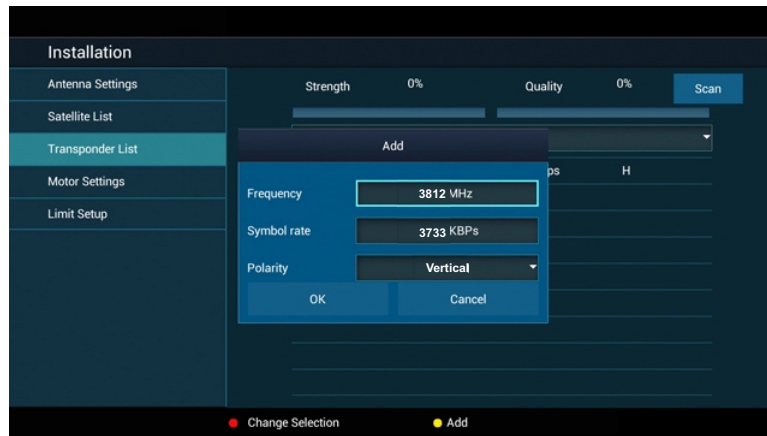 Installation
Antenna Settings
Satellite List
Transponder List
Motor Settings
Limit Setup
Strength 0% Quality 0% Scan
ps H
Add
Frequency 3812 MHz
Symbol rate 3733 KBPs
Polarity Vertical
OK Cancel
Change Selection Add